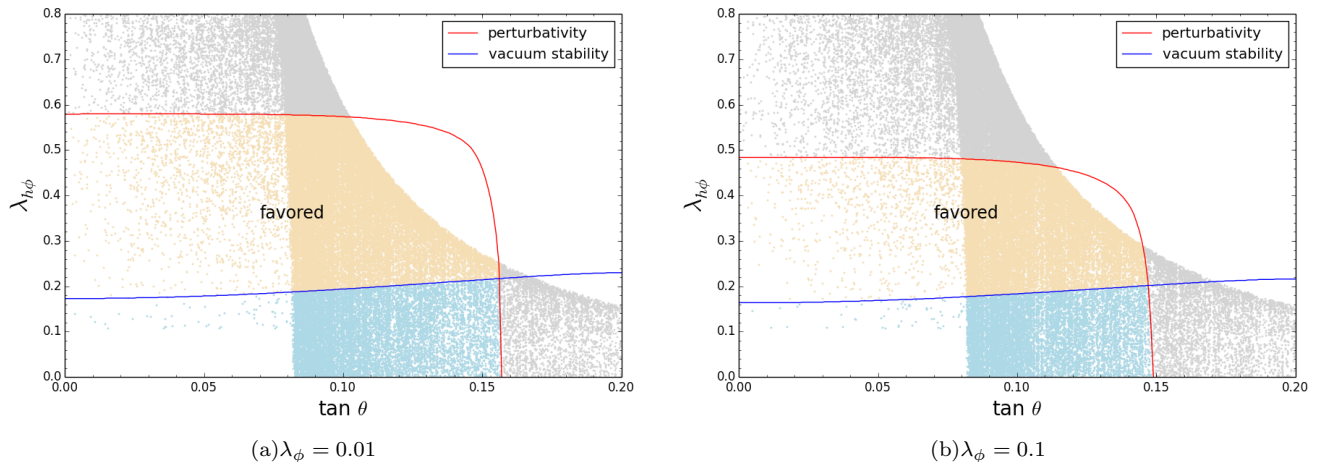 0.8
0.7
0.6
0.5
0.4
0.3
0.2
0.1
0.0
λhϕ
perturbativity
vacuum stability
favored
0.00 0.05 0.10 0.15 0.20
tan θ
(a)λϕ = 0.01
0.8
0.7
0.6
0.5
0.4
0.3
0.2
0.1
0.0
λhϕ
perturbativity
vacuum stability
favored
0.00 0.05 0.10 0.15 0.20
tan θ
(b)λϕ = 0.1